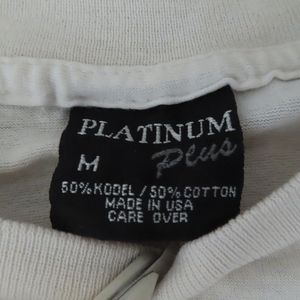 PLATINUM
M Plus
50% KODEL / 50% COTTON
MADE IN USA
CARE OVER